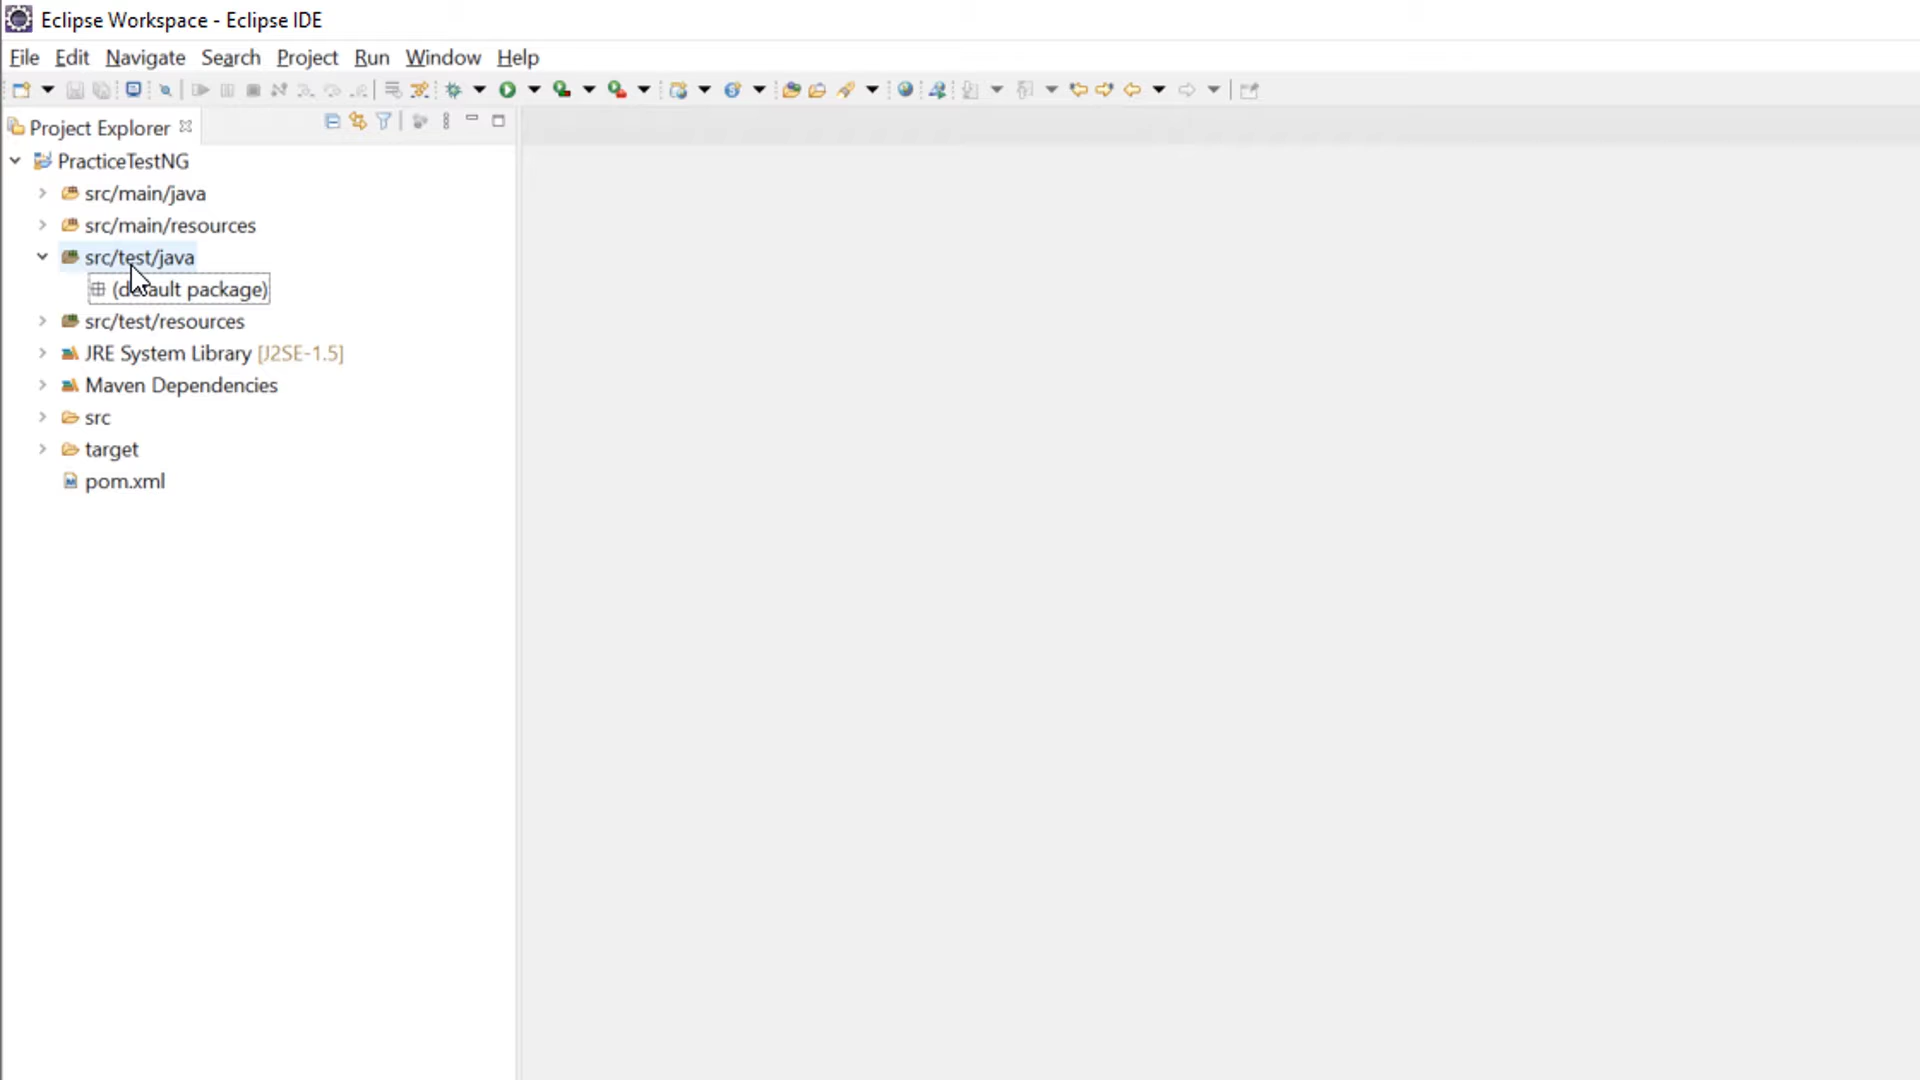 Eclipse Workspace - Eclipse IDE
File Edit Navigate Search Project Run Window Help
Project Explorer
PracticeTestNG
src/main/java
src/main/resources
src/test/java
(default package)
src/test/resources
JRE System Library [J2SE-1.5]
Maven Dependencies
src
target
pom.xml